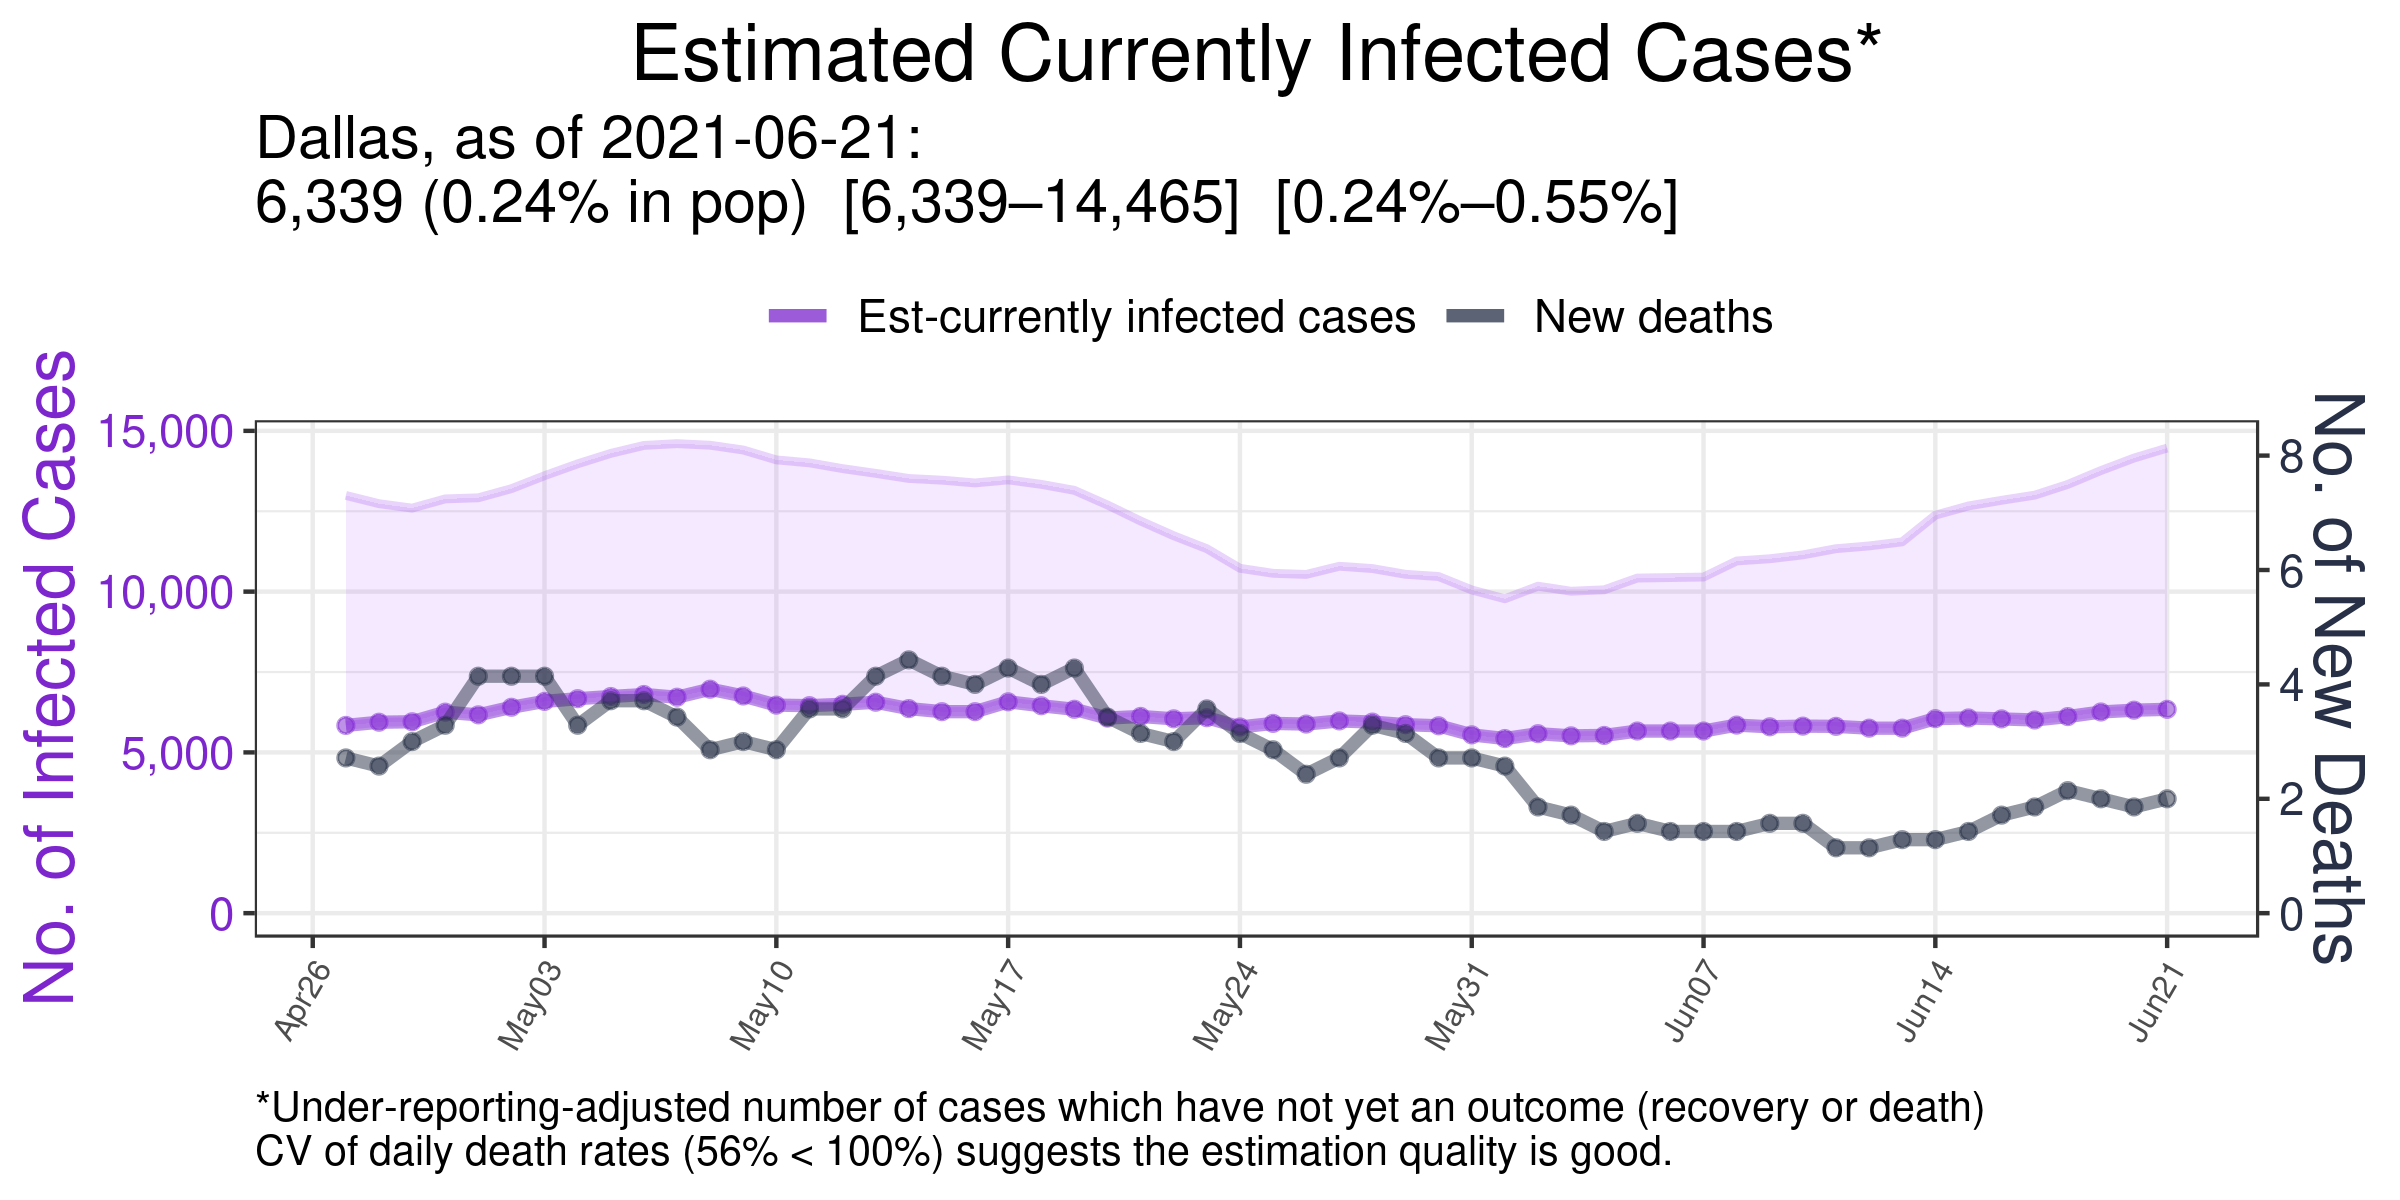 Estimated Currently Infected Cases*
Dallas, as of 2021-06-21:
6,339 (0.24% in pop) [6,339–14,465] [0.24%–0.55%]
Est-currently infected cases New deaths
No. of Infected Cases
15,000
10,000
5,000
0
No. of New Deaths
8
6
4
2
0
Apr26 May03 May10 May17 May24 May31 Jun07 Jun14 Jun21
*Under-reporting-adjusted number of cases which have not yet an outcome (recovery or death)
CV of daily death rates (56% < 100%) suggests the estimation quality is good.